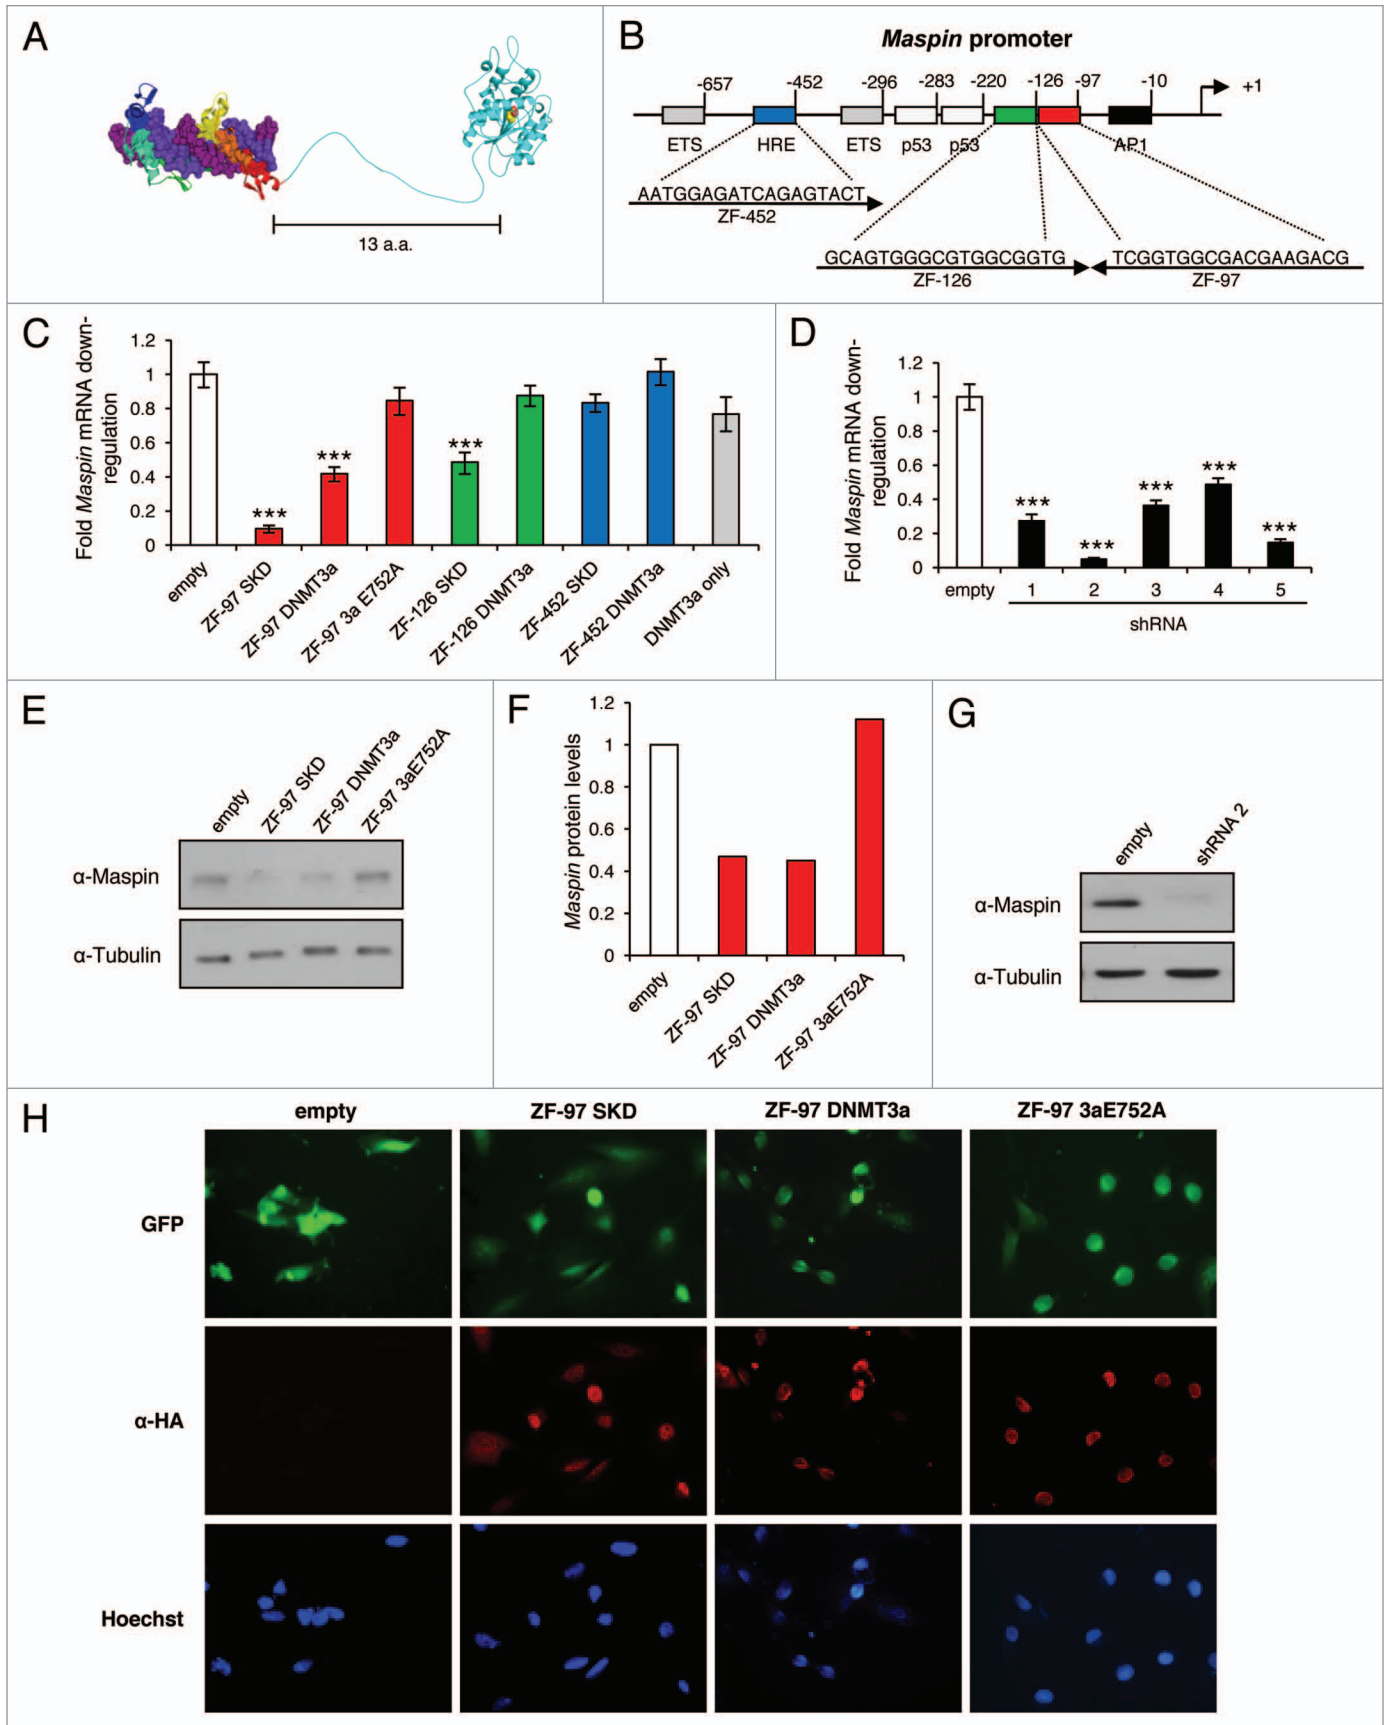 A
13 a.a.
B
Maspin promoter
-657
-452
-296
-283
-220
-126
-97
-10
+1
ETS
HRE
ETS
p53
p53
AP1
AATGGAGATCAGAGTACT
ZF-452
GCAGTGGGCGTGGCGGTG
ZF-126
TCGGTGGCGACGAAGACG
ZF-97
C
Fold Maspin mRNA down-
regulation
1.2
1
0.8
0.6
0.4
0.2
0
***
***
***
empty
ZF-97 SKD
ZF-97 DNMT3a
ZF-97 3a E752A
ZF-126 SKD
ZF-126 DNMT3a
ZF-452 SKD
ZF-452 DNMT3a
DNMT3a only
D
Fold Maspin mRNA down-
regulation
1.2
1
0.8
0.6
0.4
0.2
0
***
***
***
***
***
empty
1
2
3
4
5
shRNA
E
empty
ZF-97 SKD
ZF-97 DNMT3a
ZF-97 3aE752A
α-Maspin
α-Tubulin
F
Maspin protein levels
1.2
1
0.8
0.6
0.4
0.2
0
empty
ZF-97 SKD
ZF-97 DNMT3a
ZF-97 3aE752A
G
empty
shRNA 2
α-Maspin
α-Tubulin
H
empty
ZF-97 SKD
ZF-97 DNMT3a
ZF-97 3aE752A
GFP
α-HA
Hoechst